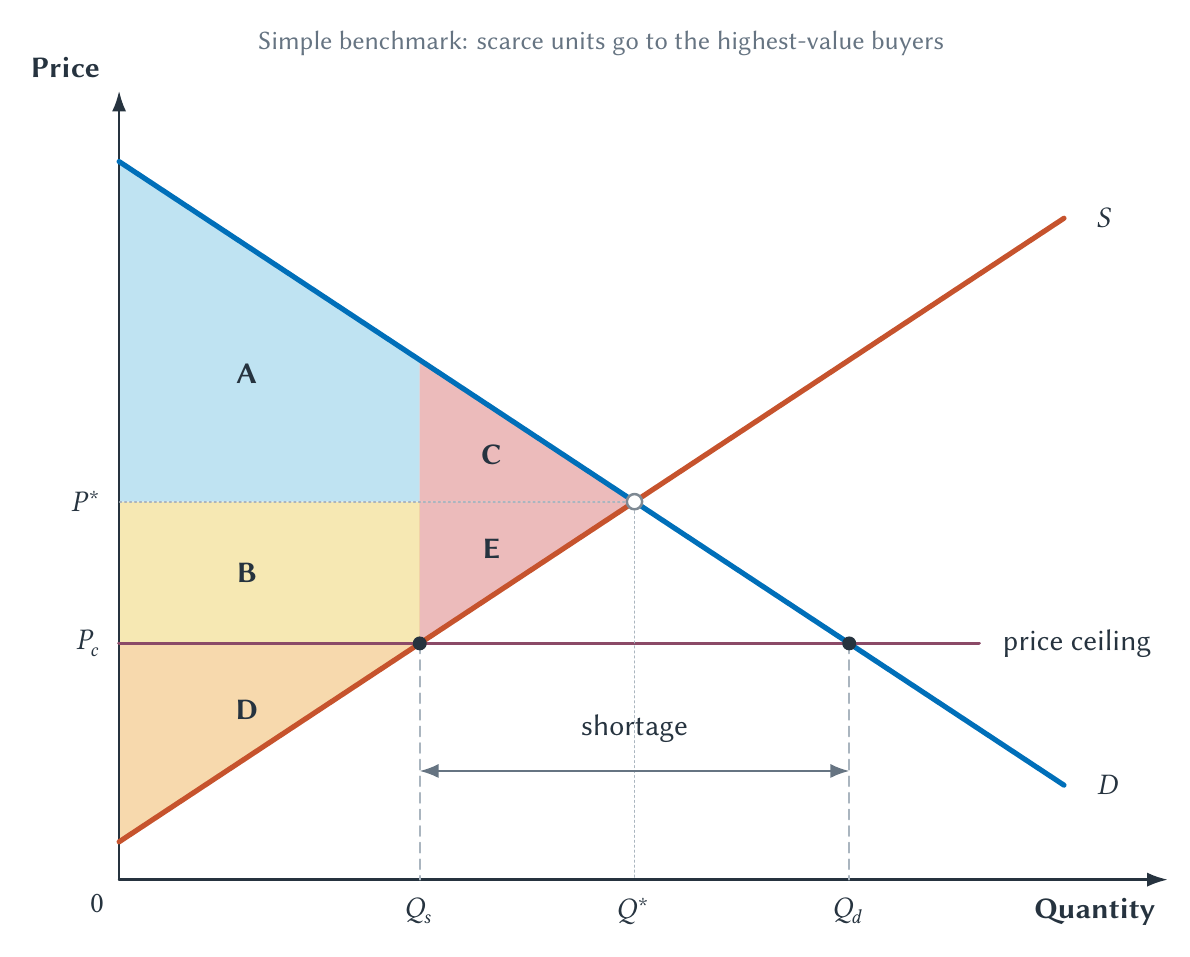 Simple benchmark: scarce units go to the highest-value buyers
Price
S
A
C
P*
E
B
P_c price ceiling
D
shortage
D
0
Q_s Q* Q_d Quantity